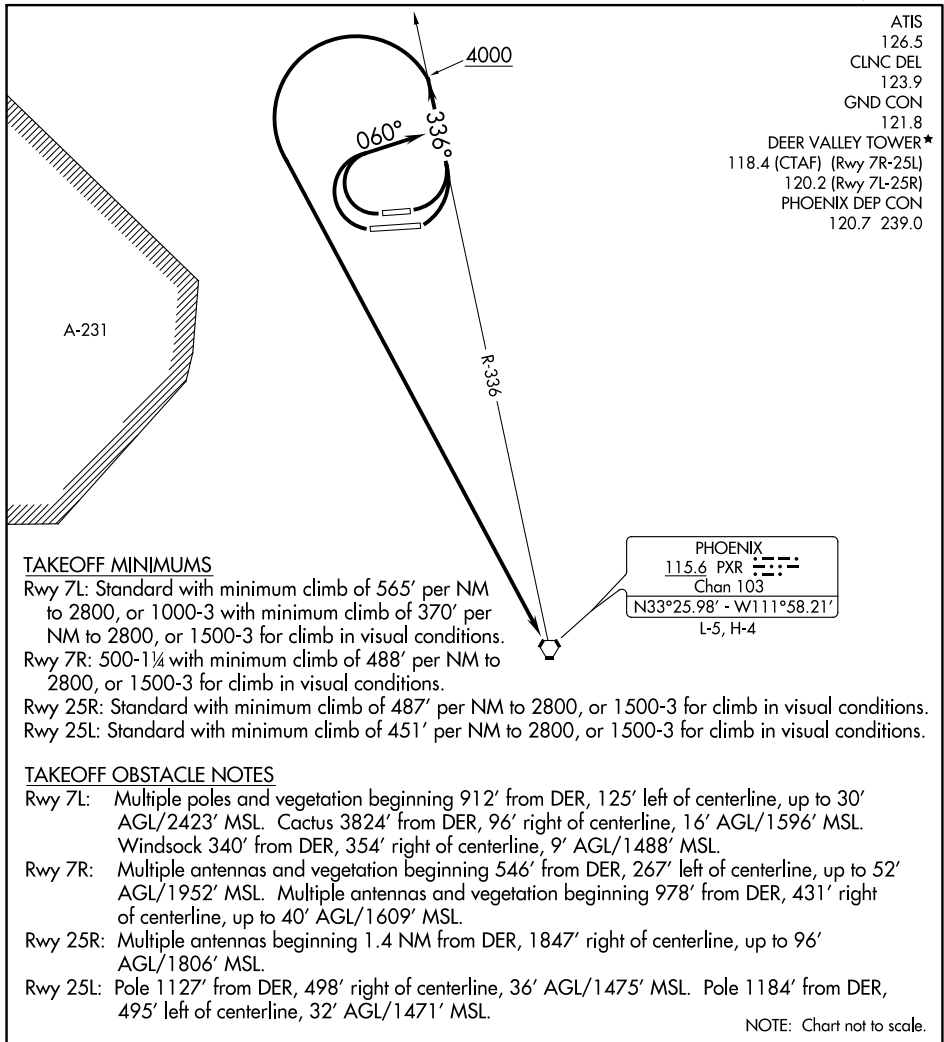 ATIS
126.5
CLNC DEL
123.9
GND CON
121.8
DEER VALLEY TOWER★
118.4 (CTAF) (Rwy 7R-25L)
120.2 (Rwy 7L-25R)
PHOENIX DEP CON
120.7 239.0
4000
336°
060°
A-231
R-336
PHOENIX
115.6 PXR
Chan 103
N33°25.98′ - W111°58.21′
L-5, H-4
TAKEOFF MINIMUMS
Rwy 7L: Standard with minimum climb of 565′ per NM
to 2800, or 1000-3 with minimum climb of 370′ per
NM to 2800, or 1500-3 for climb in visual conditions.
Rwy 7R: 500-1¼ with minimum climb of 488′ per NM to
2800, or 1500-3 for climb in visual conditions.
Rwy 25R: Standard with minimum climb of 487′ per NM to 2800, or 1500-3 for climb in visual conditions.
Rwy 25L: Standard with minimum climb of 451′ per NM to 2800, or 1500-3 for climb in visual conditions.
TAKEOFF OBSTACLE NOTES
Rwy 7L: Multiple poles and vegetation beginning 912′ from DER, 125′ left of centerline, up to 30′
AGL/2423′ MSL. Cactus 3824′ from DER, 96′ right of centerline, 16′ AGL/1596′ MSL.
Windsock 340′ from DER, 354′ right of centerline, 9′ AGL/1488′ MSL.
Rwy 7R: Multiple antennas and vegetation beginning 546′ from DER, 267′ left of centerline, up to 52′
AGL/1952′ MSL. Multiple antennas and vegetation beginning 978′ from DER, 431′ right
of centerline, up to 40′ AGL/1609′ MSL.
Rwy 25R: Multiple antennas beginning 1.4 NM from DER, 1847′ right of centerline, up to 96′
AGL/1806′ MSL.
Rwy 25L: Pole 1127′ from DER, 498′ right of centerline, 36′ AGL/1475′ MSL. Pole 1184′ from DER,
495′ left of centerline, 32′ AGL/1471′ MSL.
NOTE: Chart not to scale.